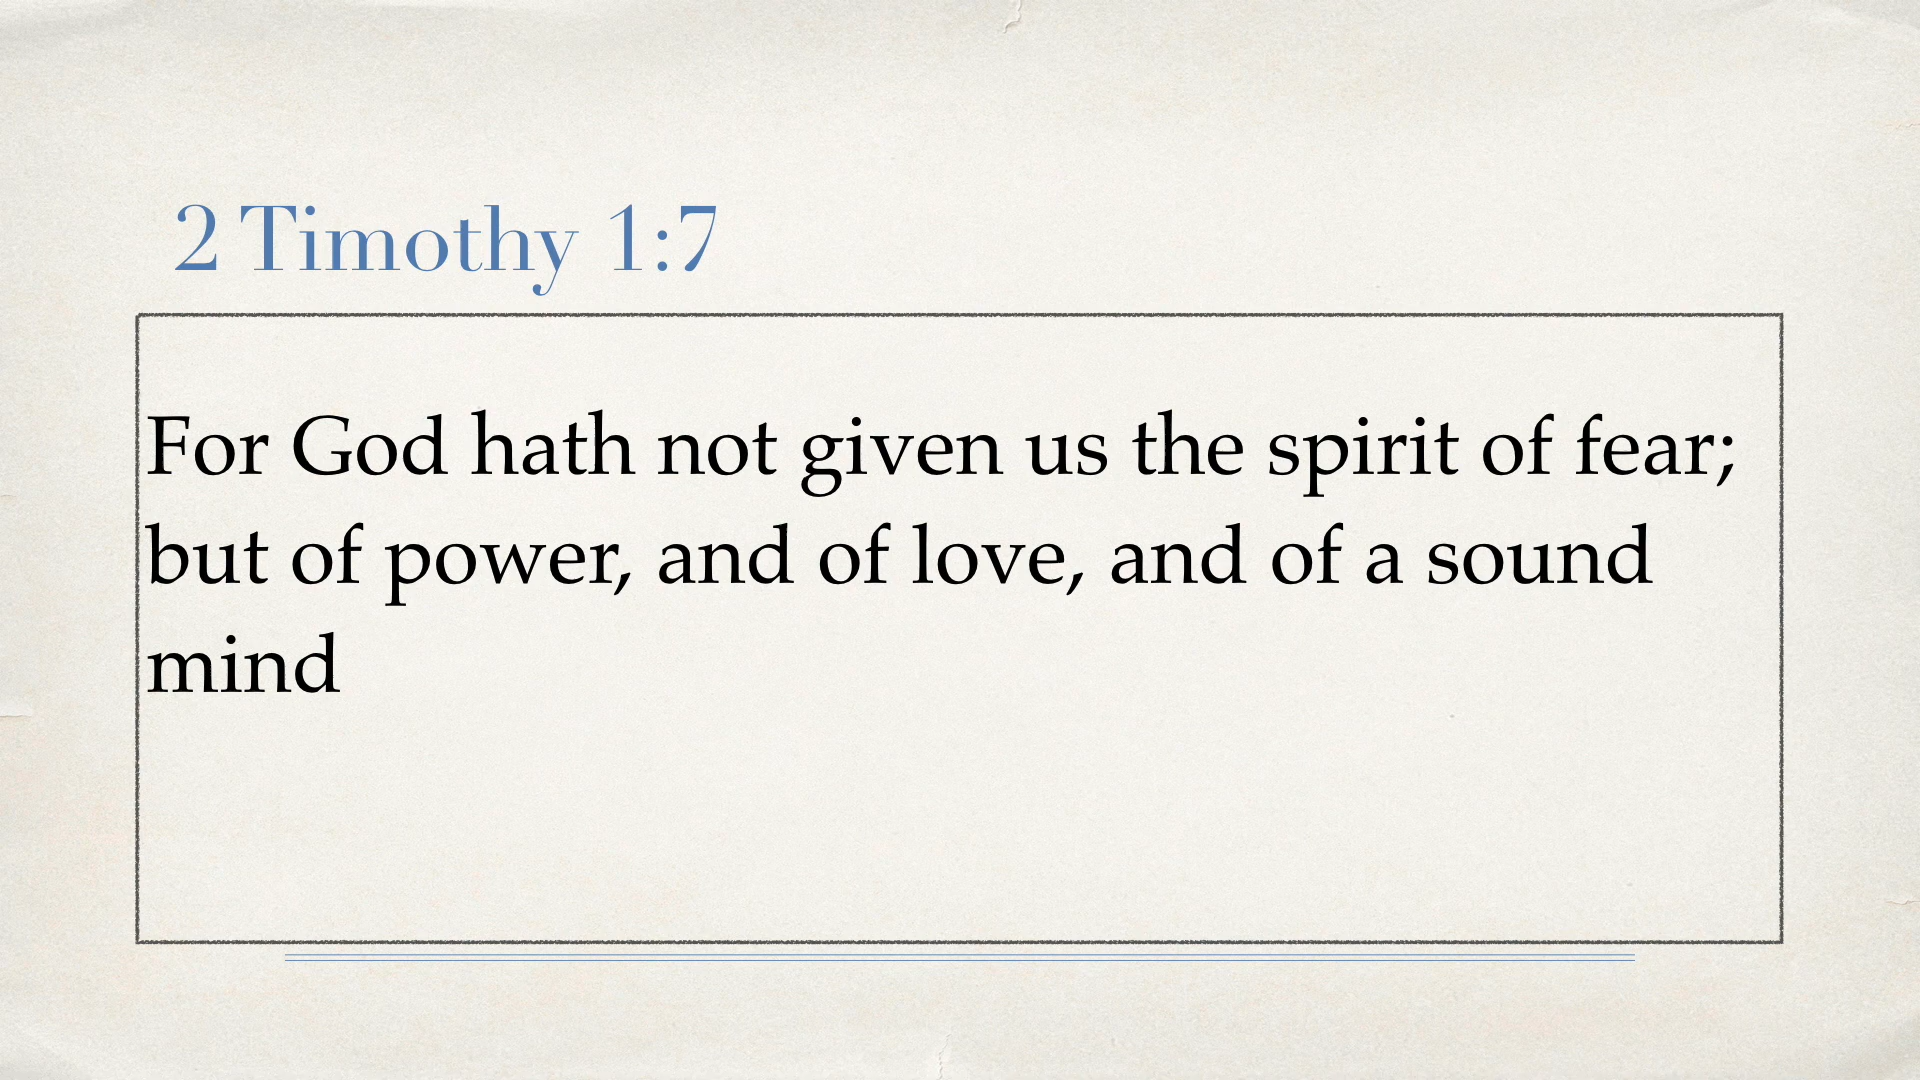 2 Timothy 1:7
For God hath not given us the spirit of fear;
but of power, and of love, and of a sound
mind